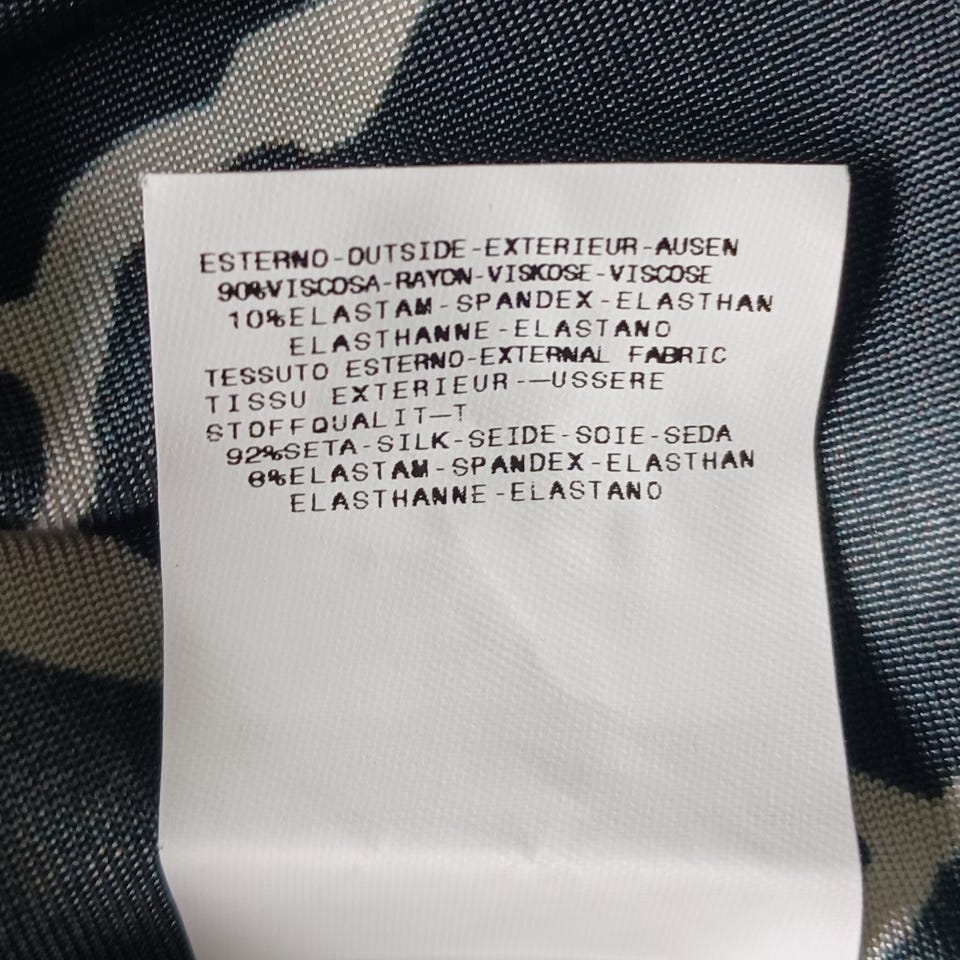 ESTERNO-OUTSIDE-EXTERIEUR-AUSEN
90%VISCOSA-RAYON-VISKOSE-VISCOSE
10%ELASTAM-SPANDEX-ELASTHAN
ELASTHANNE-ELASTANO
TESSUTO ESTERNO-EXTERNAL FABRIC
TISSU EXTERIEUR-—USSERE
STOFFQUALIT—T
92%SETA-SILK-SEIDE-SOIE-SEDA
8%ELASTAM-SPANDEX-ELASTHAN
ELASTHANNE-ELASTANO